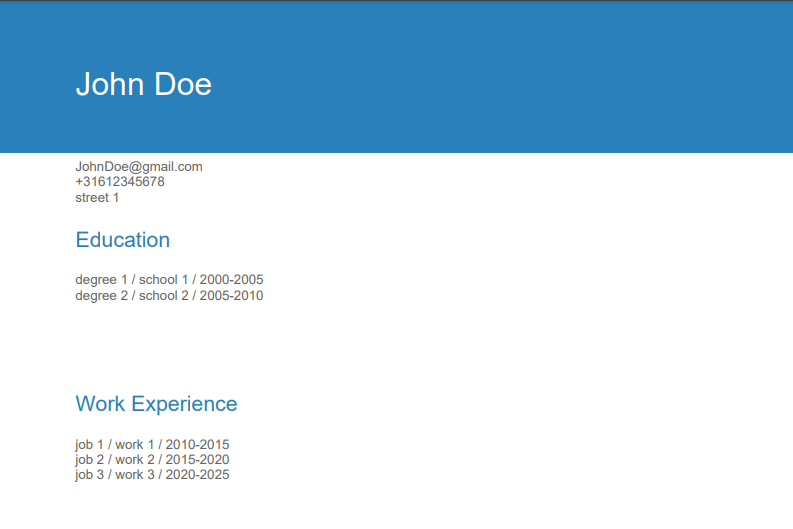 John Doe
JohnDoe@gmail.com
+31612345678
street 1
Education
degree 1 / school 1 / 2000-2005
degree 2 / school 2 / 2005-2010
Work Experience
job 1 / work 1 / 2010-2015
job 2 / work 2 / 2015-2020
job 3 / work 3 / 2020-2025